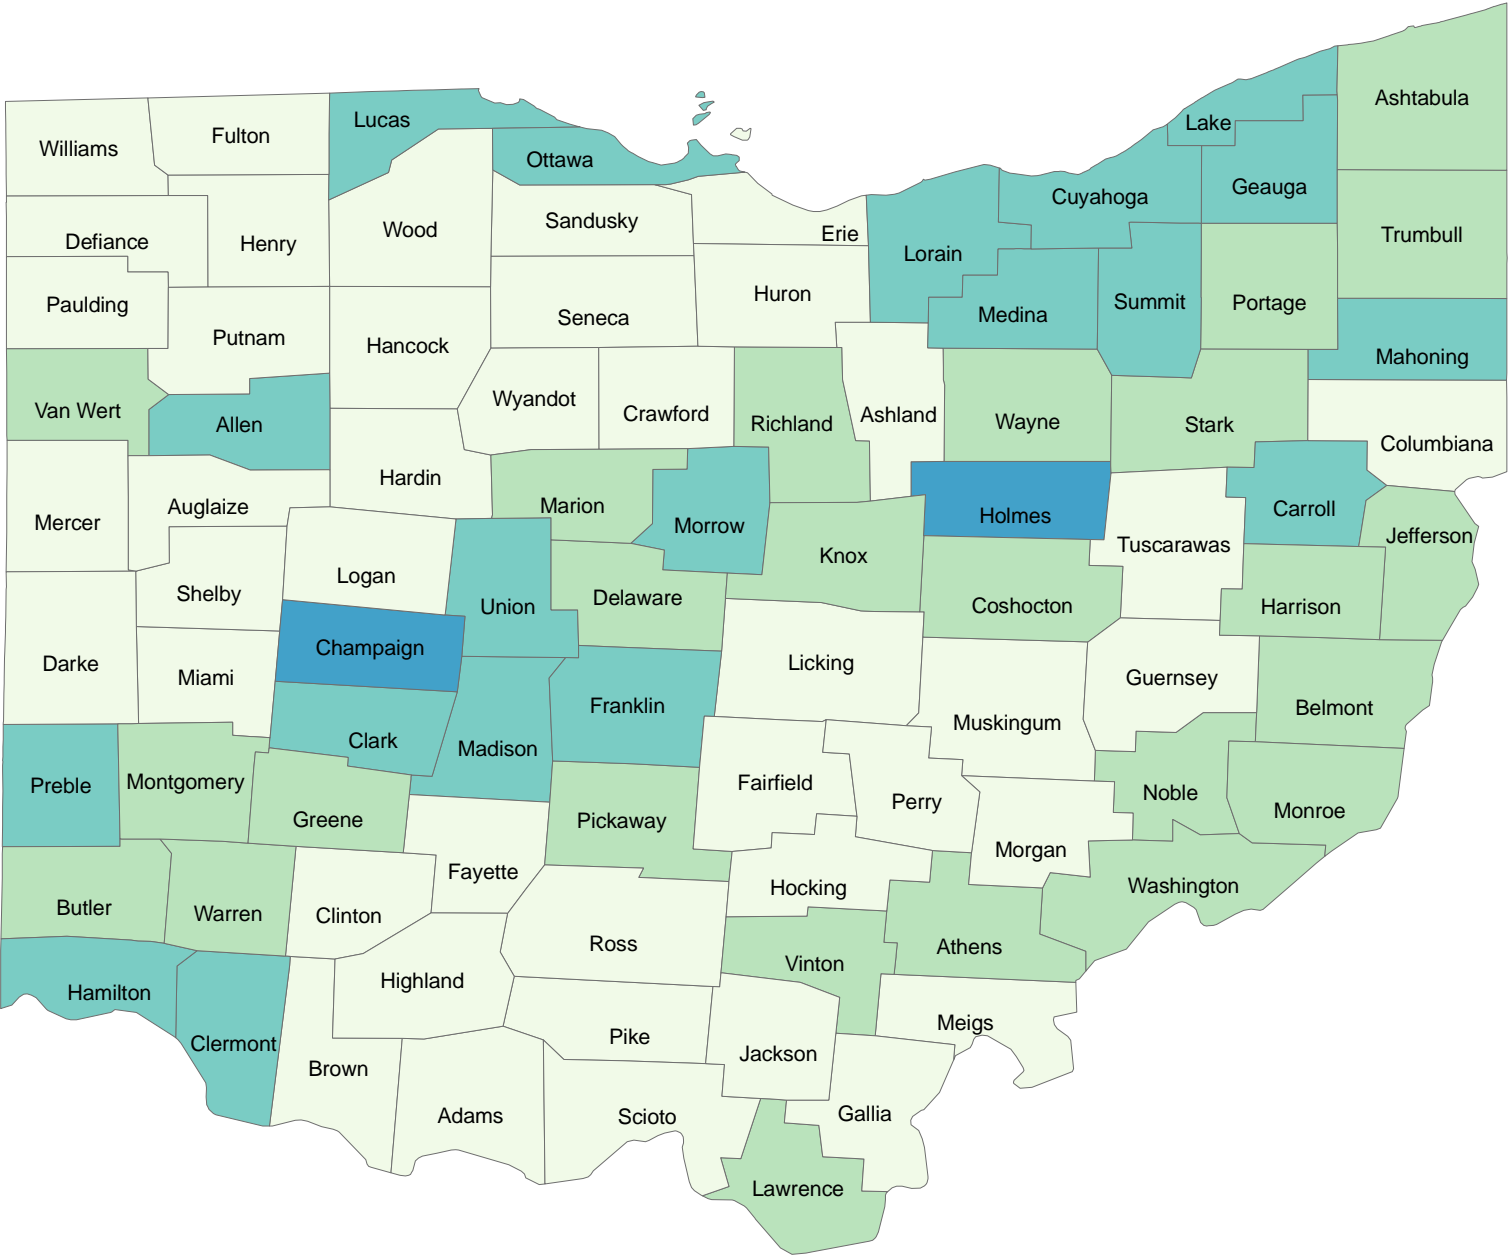 Ashtabula
Lucas
Lake
Fulton
Williams
Ottawa
Geauga
Cuyahoga
Sandusky
Wood
Erie
Trumbull
Defiance
Henry
Lorain
Huron
Summit
Portage
Paulding
Medina
Seneca
Putnam
Hancock
Mahoning
Wyandot
Van Wert
Crawford
Ashland
Allen
Richland
Wayne
Stark
Columbiana
Hardin
Auglaize
Marion
Carroll
Mercer
Morrow
Holmes
Jefferson
Tuscarawas
Knox
Logan
Shelby
Delaware
Union
Coshocton
Harrison
Champaign
Darke
Licking
Miami
Guernsey
Franklin
Belmont
Muskingum
Clark
Madison
Montgomery
Fairfield
Preble
Noble
Perry
Monroe
Greene
Pickaway
Morgan
Fayette
Hocking
Washington
Butler
Warren
Clinton
Ross
Athens
Vinton
Highland
Hamilton
Meigs
Pike
Clermont
Jackson
Brown
Gallia
Adams
Scioto
Lawrence